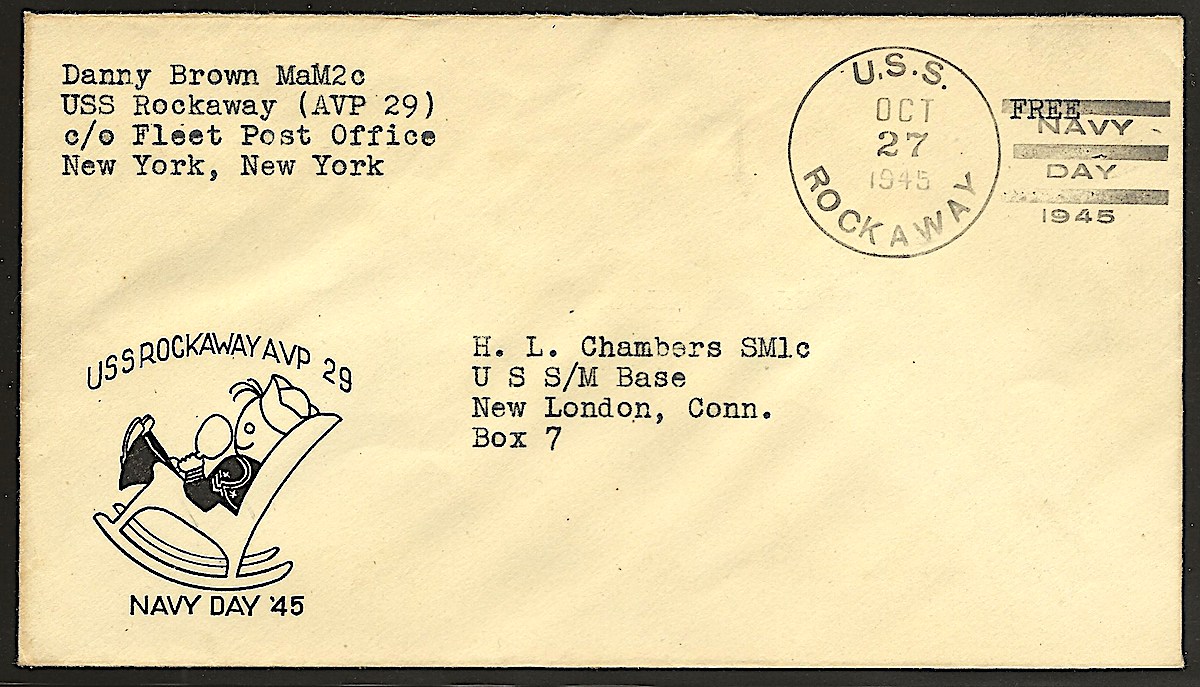 Danny Brown MaM2c
USS Rockaway (AVP 29)
c/o Fleet Post Office
New York, New York
U.S.S.
OCT
27
1945
ROCKAWAY
FREE
NAVY
DAY
1945
H. L. Chambers SM1c
U S S/M Base
New London, Conn.
Box 7
USS ROCKAWAY AVP 29
NAVY DAY '45